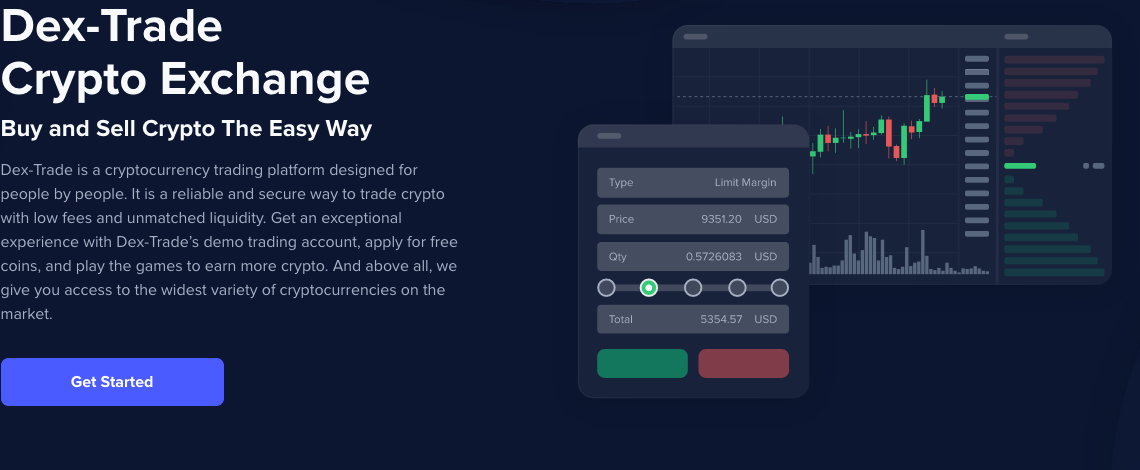 Dex-Trade
Crypto Exchange
Buy and Sell Crypto The Easy Way
Dex-Trade is a cryptocurrency trading platform designed for
people by people. It is a reliable and secure way to trade crypto
with low fees and unmatched liquidity. Get an exceptional
experience with Dex-Trade’s demo trading account, apply for free
coins, and play the games to earn more crypto. And above all, we
give you access to the widest variety of cryptocurrencies on the
market.
Get Started
Type Limit Margin
Price 9351.20 USD
Qty 0.5726083 USD
Total 5354.57 USD